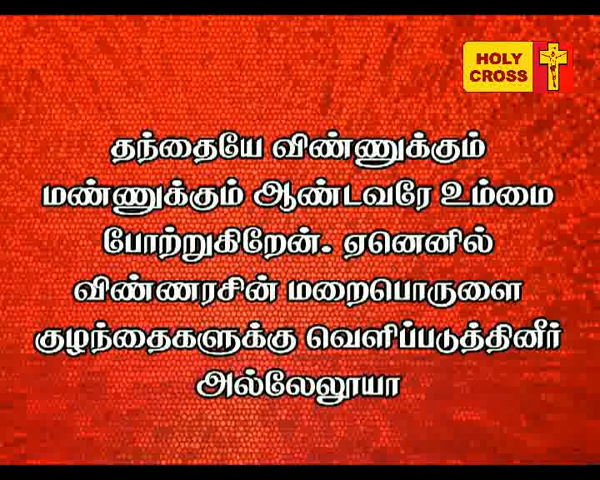 HOLY
CROSS
தந்தையே விண்ணுக்கும்
மண்ணுக்கும் ஆண்டவரே உம்மை
போற்றுகிறேன். ஏனெனில்
விண்ணரசின் மறைபொருளை
குழந்தைகளுக்கு வெளிப்படுத்தினீர்
அல்லேலூயா